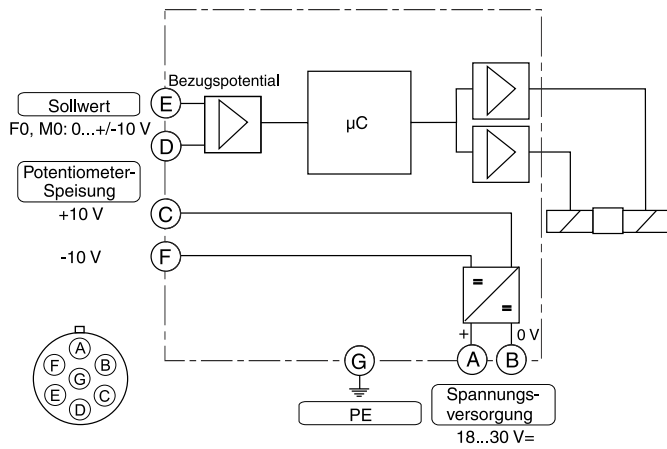 Bezugspotential
E
Sollwert
F0, M0: 0...+/-10 V
D
µC
Potentiometer-
Speisung
+10 V
C
-10 V
F
=
=
+
0 V
A
B
G
PE
Spannungs-
versorgung
18...30 V=
A
F
B
G
E
C
D